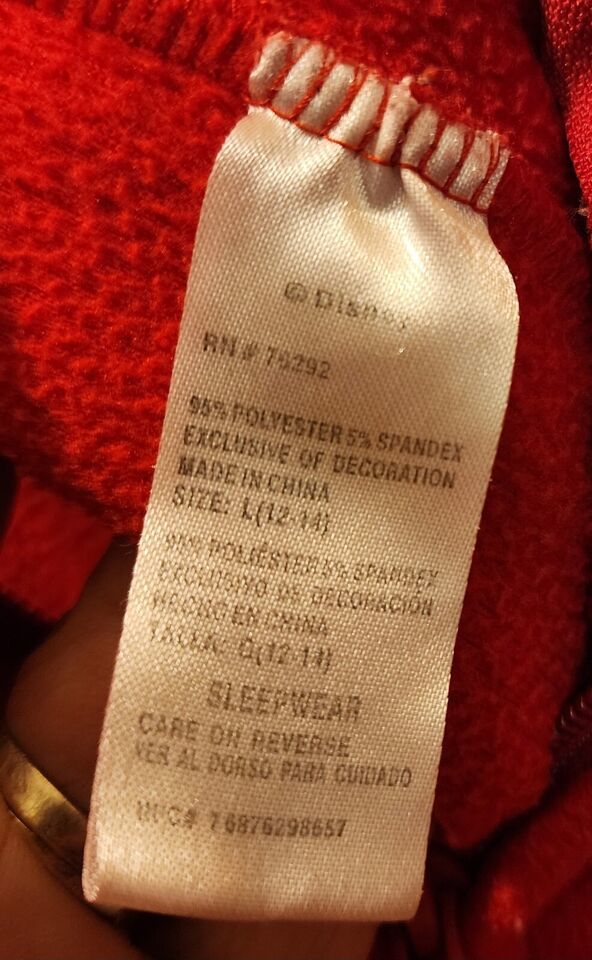 © Disney
RN# 76292
95% POLYESTER 5% SPANDEX
EXCLUSIVE OF DECORATION
MADE IN CHINA
SIZE: L(12-14)
95% POLIÉSTER 5% SPANDEX
EXCLUSIVO DE DECORACIÓN
HECHO EN CHINA
TALLA: G(12-14)
SLEEPWEAR
CARE ON REVERSE
VER AL DORSO PARA CUIDADO
UPC# 76876298657